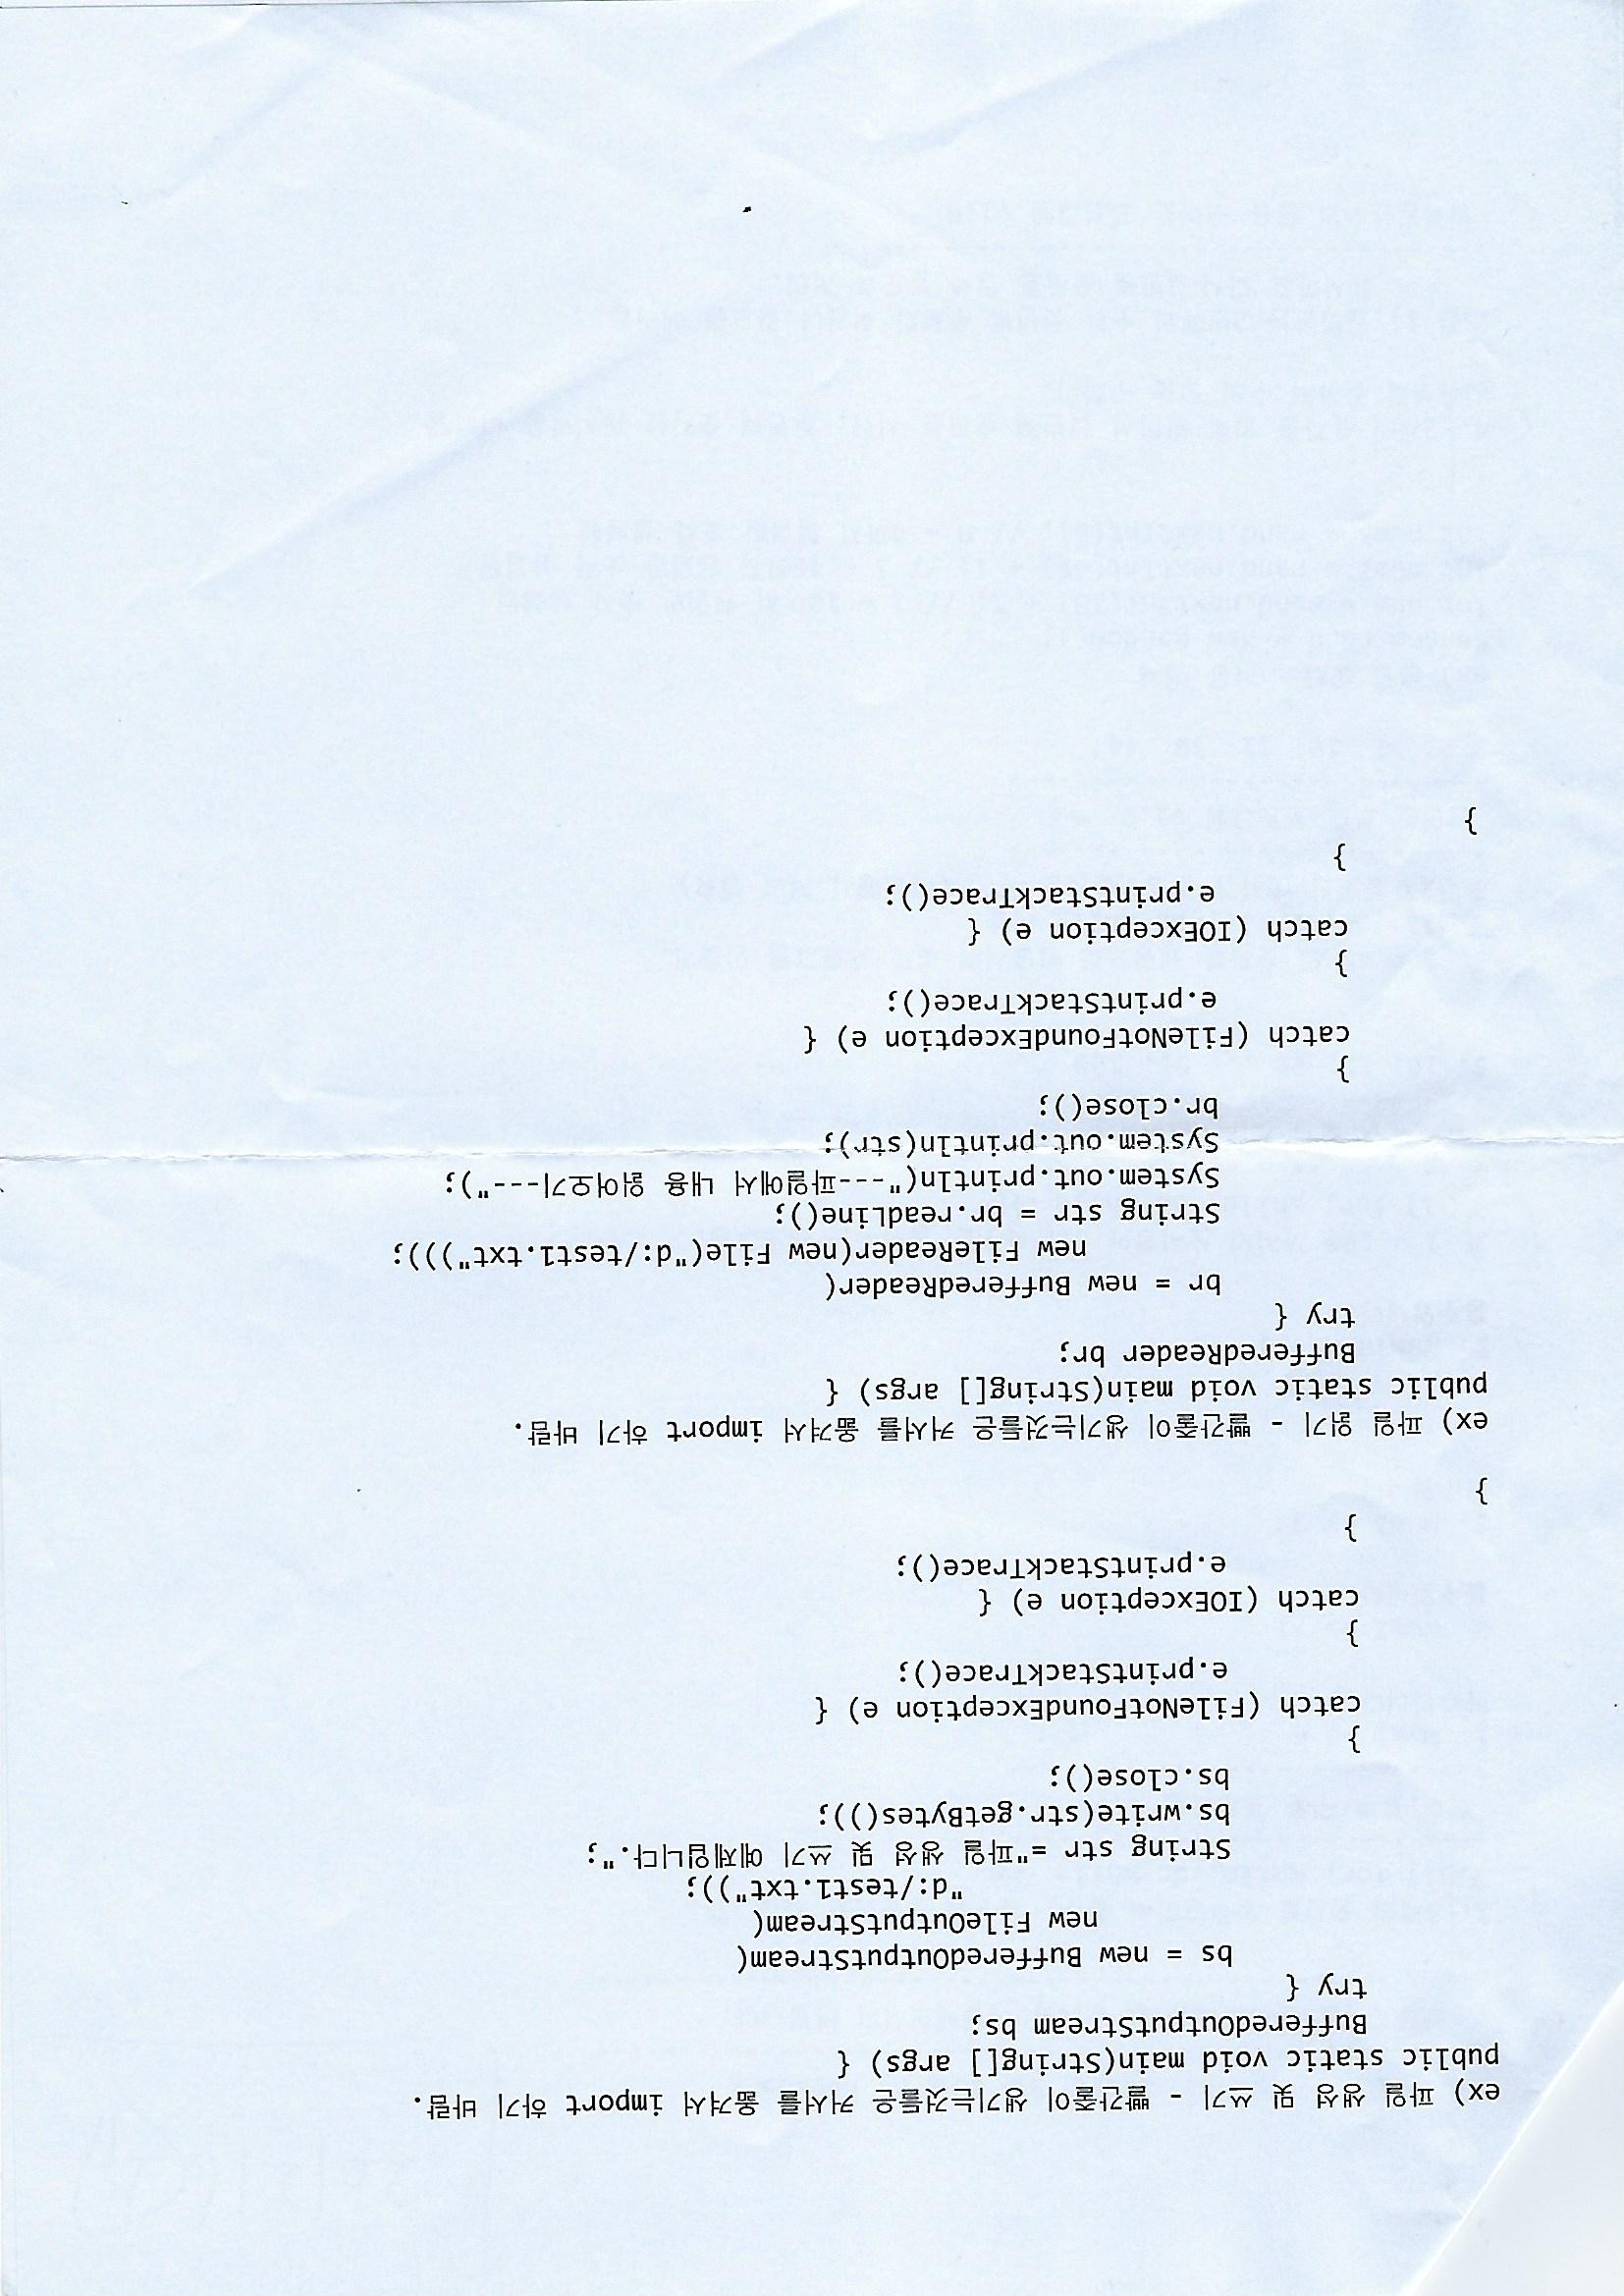 ex) 파일 생성 및 쓰기 - 빨간줄이 생기는것들은 커서를 옮겨서 import 하기 바람.
public static void main(String[] args) {
        BufferedOutputStream bs;
        try {
                bs = new BufferedOutputStream(
                        new FileOutputStream(
                                "d:/test1.txt"));
                String str ="파일 생성 및 쓰기 예제입니다.";
                bs.write(str.getBytes());
                bs.close();
        }
        catch (FileNotFoundException e) {
                e.printStackTrace();
        }
        catch (IOException e) {
                e.printStackTrace();
        }
}
ex) 파일 읽기 - 빨간줄이 생기는것들은 커서를 옮겨서 import 하기 바람.
public static void main(String[] args) {
        BufferedReader br;
        try {
                br = new BufferedReader(
                        new FileReader(new File("d:/test1.txt")));
                String str = br.readLine();
                System.out.println("---파일에서 내용 읽어오기---");
                System.out.println(str);
                br.close();
        }
        catch (FileNotFoundException e) {
                e.printStackTrace();
        }
        catch (IOException e) {
                e.printStackTrace();
        }
}